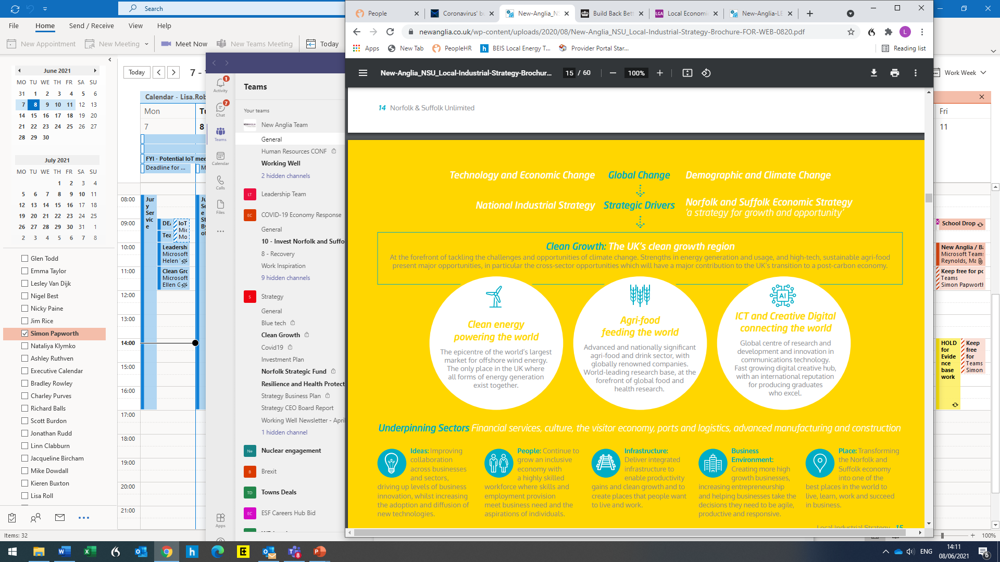 Search
File
Home
Send / Receive
View
Help
New Appointment
New Meeting
Meet Now
New Teams Meeting
Today
June 2021
MO TU WE TH FR SA SU
31 1 2 3 4 5 6
7 8 9 10 11 12 13
14 15 16 17 18 19 20
21 22 23 24 25 26 27
28 29 30
July 2021
MO TU WE TH FR SA SU
1 2 3 4
5 6 7 8 9 10 11
12 13 14 15 16 17 18
19 20 21 22 23 24 25
26 27 28 29 30 31 1
2 3 4 5 6 7 8
Glen Todd
Emma Taylor
Lesley Van Dijk
Nigel Best
Nicky Paine
Jim Rice
Simon Papworth
Nataliya Klymko
Ashley Ruthven
Executive Calendar
Bradley Rowley
Charley Purves
Richard Balls
Scott Burdon
Jonathan Rudd
Linn Clabburn
Jacqueline Bircham
Mike Dowdall
Kieren Buxton
Lisa Roll
Items: 32
Today
7 -
Calendar - Lisa.Rob
Mon
Tu
7
8
FYI - Potential IoT mee
Deadline for ...
M
08:00
09:00
10:00
11:00
12:00
13:00
14:00
15:00
16:00
17:00
18:00
19:00
20:00
21:00
Jur
y
Ser
vic
e
DE
IoT
Mic
Mo
Tea
Leadershi
Microsoft
Helen
Clean Gro
Microsoft
Ellen G
Ju
Se
e
St
By
of
Activity
1
Chat
7
Teams
Calendar
Calls
Files
Apps
Teams
Your teams
New Anglia Team
General
Human Resources CONF
Working Well
2 hidden channels
LT
Leadership Team
EC
COVID-19 Economy Response
General
10 - Invest Norfolk and Suffo
8 - Recovery
Work Inspiration
9 hidden channels
S
Strategy
General
Blue tech
Clean Growth
Covid19
Investment Plan
Norfolk Strategic Fund
Resilience and Health Protect
Strategy Business Plan
Strategy CEO Board Report
Working Well Newsletter - Apri
1 hidden channel
Ne
Nuclear engagement
B
Brexit
TD
Towns Deals
EC
ESF Careers Hub Bid
People
Coronavirus' bu
New-Anglia_NS
Build Back Bett
LGA
Local Economic
New-Anglia-LE
newanglia.co.uk/wp-content/uploads/2020/08/New-Anglia_NSU_Local-Industrial-Strategy-Brochure-FOR-WEB-0820.pdf
L
Apps
New Tab
PeopleHR
BEIS Local Energy T...
Provider Portal Star...
Reading list
New-Anglia_NSU_Local-Industrial-Strategy-Brochur...
15 / 60
100%
14 Norfolk & Suffolk Unlimited
Technology and Economic Change
Global Change
Demographic and Climate Change
National Industrial Strategy
Strategic Drivers
Norfolk and Suffolk Economic Strategy
'a strategy for growth and opportunity'
Clean Growth: The UK's clean growth region
At the forefront of tackling the challenges and opportunities of climate change. Strengths in energy generation and usage, and high-tech, sustainable agri-food
present major opportunities, in particular the cross-sector opportunities which will have a major contribution to the UK's transition to a post-carbon economy.
Clean energy
powering the world
The epicentre of the world's largest
market for offshore wind energy.
The only place in the UK where
all forms of energy generation
exist together.
Agri-food
feeding the world
Advanced and nationally significant
agri-food and drink sector, with
globally renowned companies.
World-leading research base, at the
forefront of global food and
health research.
AI
ICT and Creative Digital
connecting the world
Global centre of research and
development and innovation in
communications technology.
Fast growing digital creative hub,
with an international reputation
for producing graduates
who excel.
Underpinning Sectors Financial services, culture, the visitor economy, ports and logistics, advanced manufacturing and construction
Ideas: Improving
collaboration
across businesses
and sectors,
driving up levels of business
innovation, whilst increasing
the adoption and diffusion of
new technologies.
People: Continue to
grow an inclusive
economy with
a highly skilled
workforce where skills and
employment provision
meet business need and the
aspirations of individuals.
Infrastructure:
Deliver integrated
infrastructure to
enable productivity
gains and clean growth and to
create places that people want
to live and work.
Business
Environment:
Creating more high
growth businesses,
increasing entrepreneurship
and helping businesses take the
decisions they need to be agile,
productive and responsive.
Place: Transforming
the Norfolk and
Suffolk economy
into one of the
best places in the world to
live, learn, work and succeed
in business.
Local Industrial Strategy 15
Work Week
Fri
11
School Drop
New Anglia / Ba
Microsoft Teams
Reynolds, Ma
Keep free for po
Teams
Simon Papworth
HOLD
for
Evide
nce
base
work
Keep
free
for
Teams
Simon
100%
ENG
14:11
08/06/2021
6
8